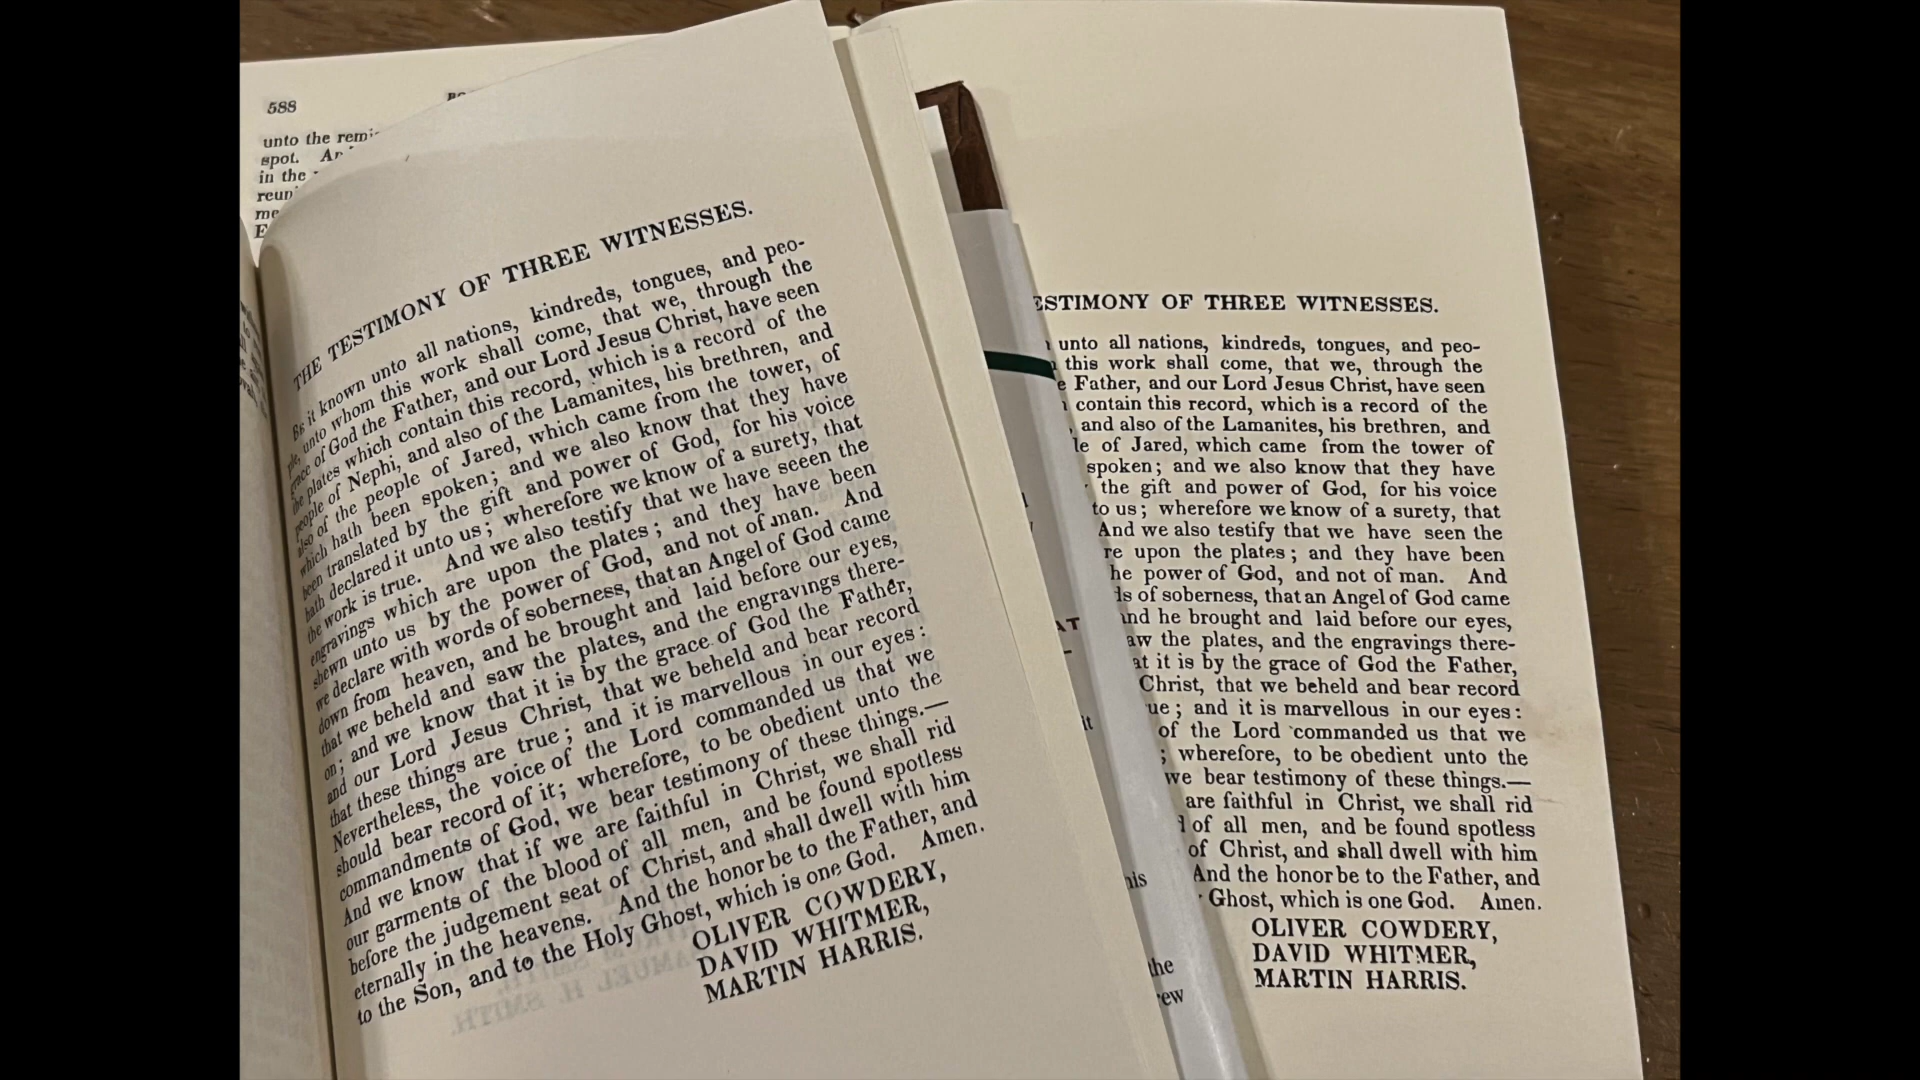 588
unto the
spot.
in the
me
THE TESTIMONY OF THREE WITNESSES.
BE it known unto all nations, kindreds, tongues, and peo-
ple, unto whom this work shall come, that we, through the
grace of God the Father, and our Lord Jesus Christ, have seen
the plates which contain this record, which is a record of the
people of Nephi, and also of the Lamanites, his brethren, and
also of the people of Jared, which came from the tower, of
which hath been spoken; and we also know that they have
been translated by the gift and power of God, for his voice
hath declared it unto us; wherefore we know of a surety, that
the work is true. And we also testify that we have seeen the
engravings which are upon the plates; and they have been
shewn unto us by the power of God, and not of man. And
we declare with words of soberness, that an Angel of God came
down from heaven, and he brought and laid before our eyes,
that we beheld and saw the plates, and the engravings there-
on; and we know that it is by the grace of God the Father,
and our Lord Jesus Christ, that we beheld and bear record
that these things are true; and it is marvellous in our eyes:
Nevertheless, the voice of the Lord commanded us that we
should bear record of it; wherefore, to be obedient unto the
commandments of God, we bear testimony of these things.—
And we know that if we are faithful in Christ, we shall rid
our garments of the blood of all men, and be found spotless
before the judgement seat of Christ, and shall dwell with him
eternally in the heavens. And the honor be to the Father, and
to the Son, and to the Holy Ghost, which is one God. Amen.
OLIVER COWDERY,
DAVID WHITMER,
MARTIN HARRIS.
ESTIMONY OF THREE WITNESSES.
unto all nations, kindreds, tongues, and peo-
this work shall come, that we, through the
e Father, and our Lord Jesus Christ, have seen
contain this record, which is a record of the
, and also of the Lamanites, his brethren, and
le of Jared, which came from the tower of
spoken; and we also know that they have
the gift and power of God, for his voice
to us; wherefore we know of a surety, that
And we also testify that we have seen the
re upon the plates; and they have been
he power of God, and not of man. And
ds of soberness, that an Angel of God came
and he brought and laid before our eyes,
aw the plates, and the engravings there-
at it is by the grace of God the Father,
Christ, that we beheld and bear record
ue; and it is marvellous in our eyes:
of the Lord commanded us that we
; wherefore, to be obedient unto the
we bear testimony of these things.—
are faithful in Christ, we shall rid
d of all men, and be found spotless
of Christ, and shall dwell with him
And the honor be to the Father, and
Ghost, which is one God. Amen.
OLIVER COWDERY,
DAVID WHITMER,
MARTIN HARRIS.